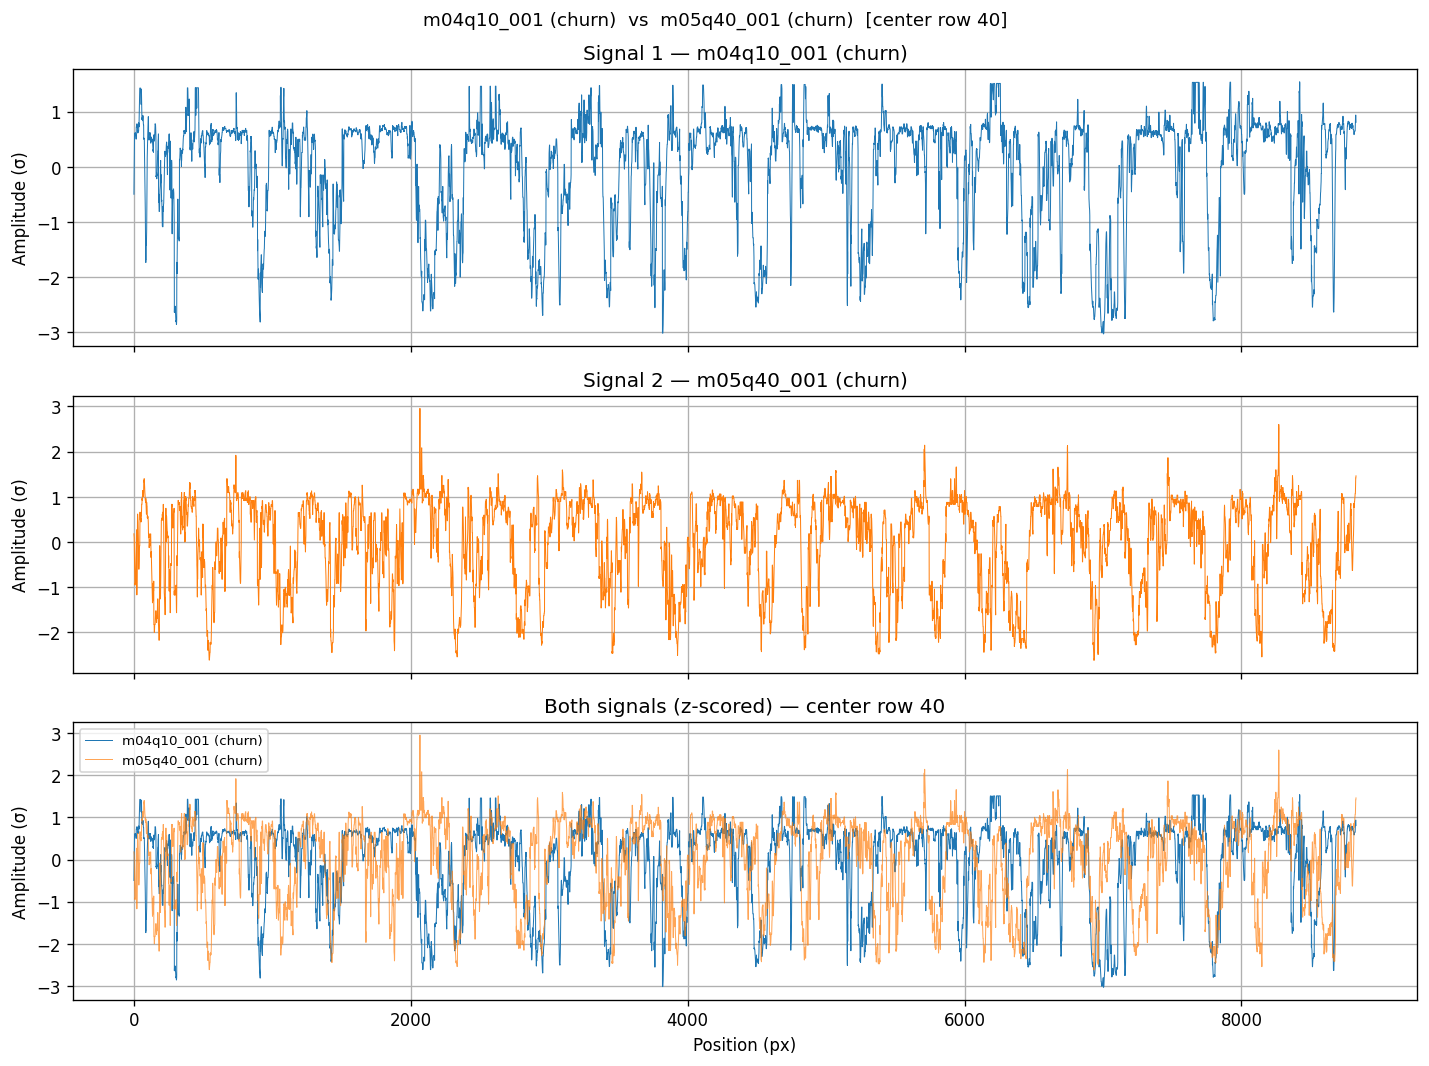 m04q10_001 (churn)  vs  m05q40_001 (churn)  [center row 40]
Signal 1 — m04q10_001 (churn)
Amplitude (σ)
1
0
−1
−2
−3
Signal 2 — m05q40_001 (churn)
Amplitude (σ)
3
2
1
0
−1
−2
Both signals (z-scored) — center row 40
m04q10_001 (churn)
m05q40_001 (churn)
Amplitude (σ)
3
2
1
0
−1
−2
−3
0 2000 4000 6000 8000
Position (px)